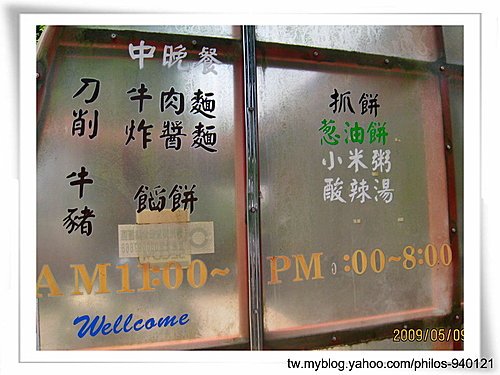 中晚餐
刀削
牛肉麵
炸醬麵
牛豬
餡餅
抓餅
蔥油餅
小米粥
酸辣湯
AM11:00~
PM :00~8:00
Wellcome
2009/05/09
tw.myblog.yahoo.com/philos-940121